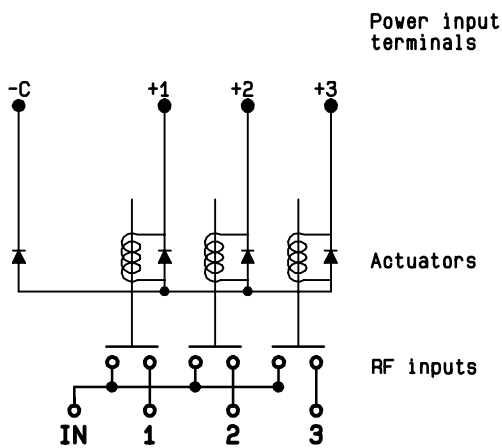 Power input
terminals
-C +1 +2 +3
Actuators
RF inputs
IN 1 2 3